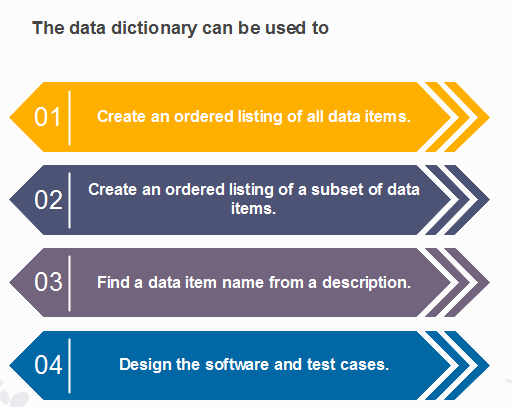 The data dictionary can be used to
01
Create an ordered listing of all data items.
02
Create an ordered listing of a subset of data
items.
03
Find a data item name from a description.
04
Design the software and test cases.